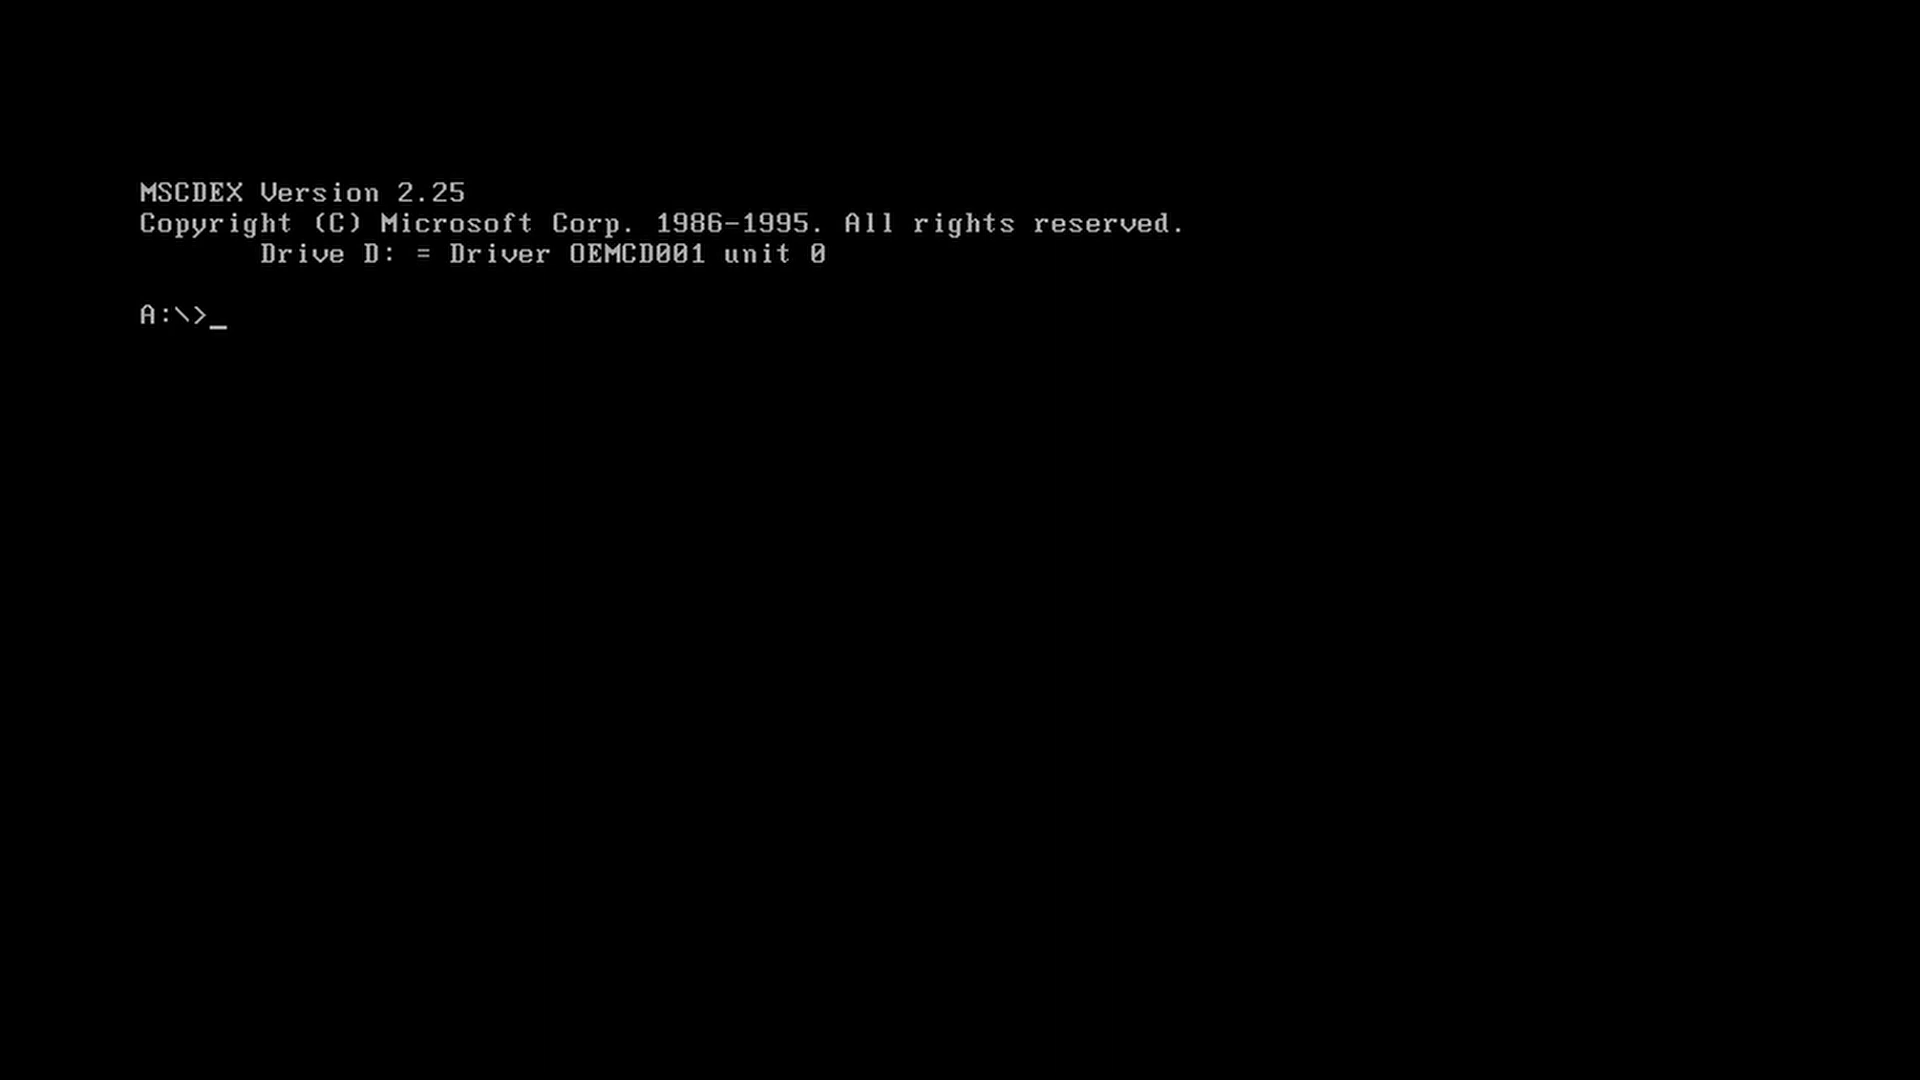 MSCDEX Version 2.25
Copyright (C) Microsoft Corp. 1986-1995. All rights reserved.
       Drive D: = Driver OEMCD001 unit 0
A:\>_